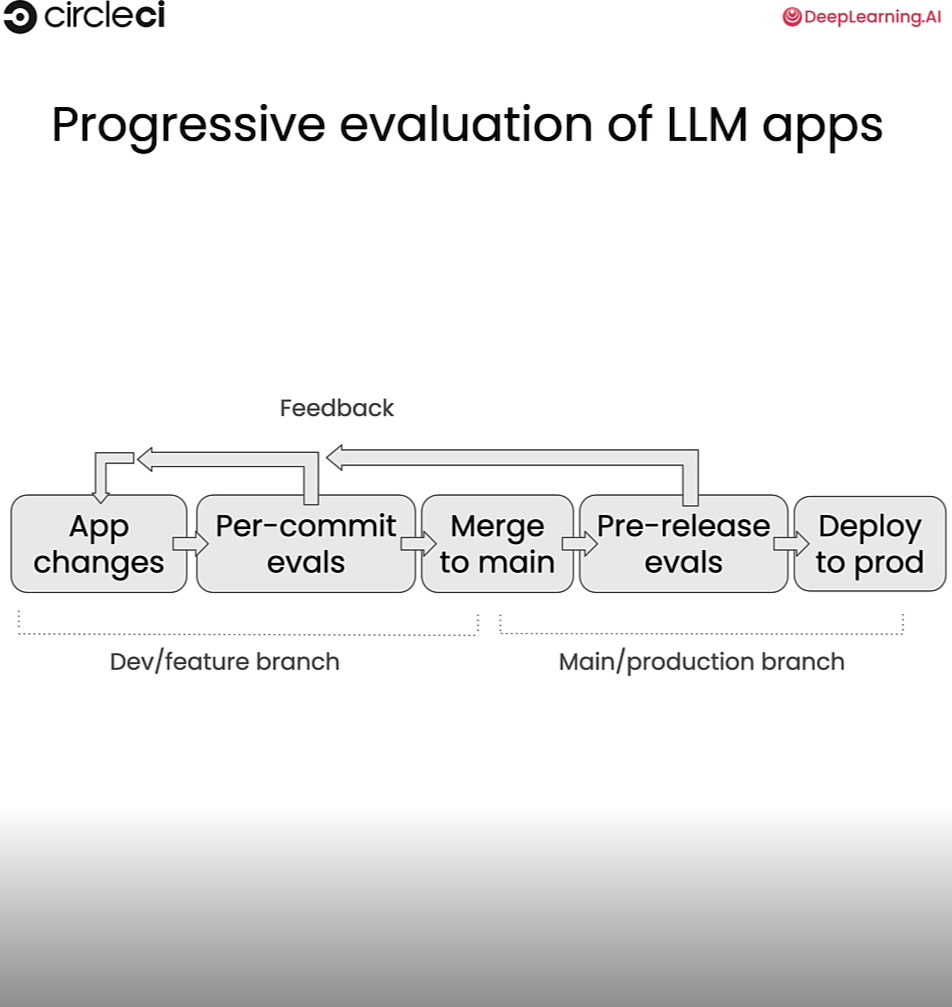 circleci
DeepLearning.AI
Progressive evaluation of LLM apps
Feedback
App
changes
Per-commit
evals
Merge
to main
Pre-release
evals
Deploy
to prod
Dev/feature branch
Main/production branch